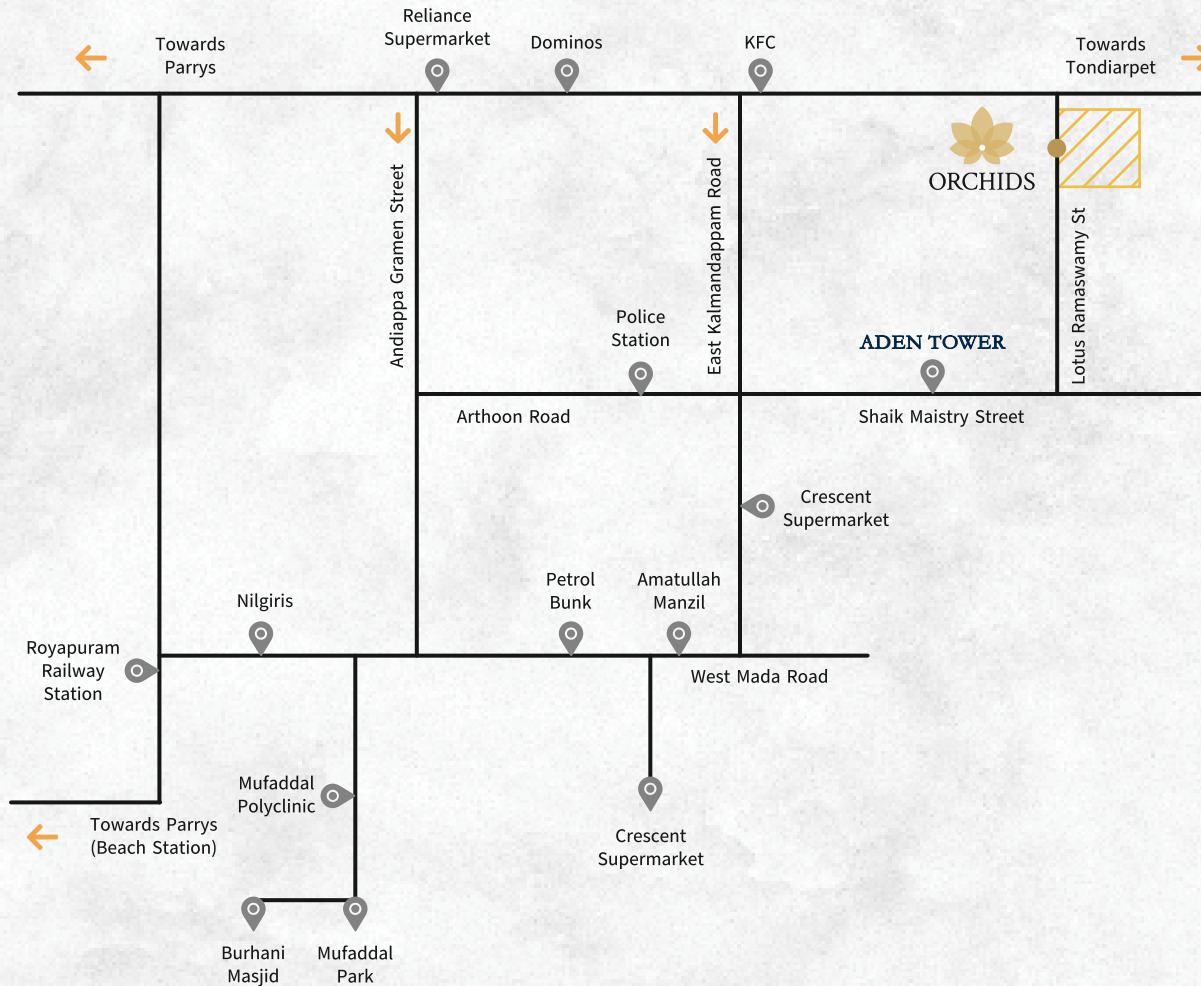 Reliance
Supermarket
Dominos
KFC
Towards
Parrys
Towards
Tondiarpet
Andiappa Gramen Street
East Kalmandappam Road
ORCHIDS
Lotus Ramaswamy St
Police
Station
ADEN TOWER
Arthoon Road
Shaik Maistry Street
Crescent
Supermarket
Petrol
Bunk
Amatullah
Manzil
Nilgiris
Royapuram
Railway
Station
West Mada Road
Mufaddal
Polyclinic
Towards Parrys
(Beach Station)
Crescent
Supermarket
Burhani
Masjid
Mufaddal
Park